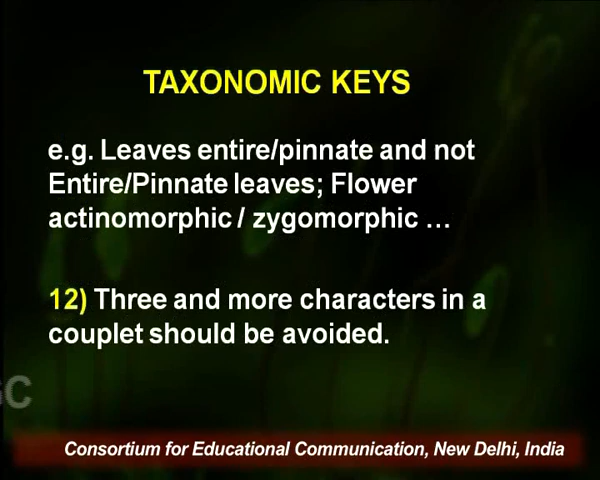 TAXONOMIC KEYS
e.g. Leaves entire/pinnate and not
Entire/Pinnate leaves; Flower
actinomorphic / zygomorphic …
12) Three and more characters in a
couplet should be avoided.
Consortium for Educational Communication, New Delhi, India